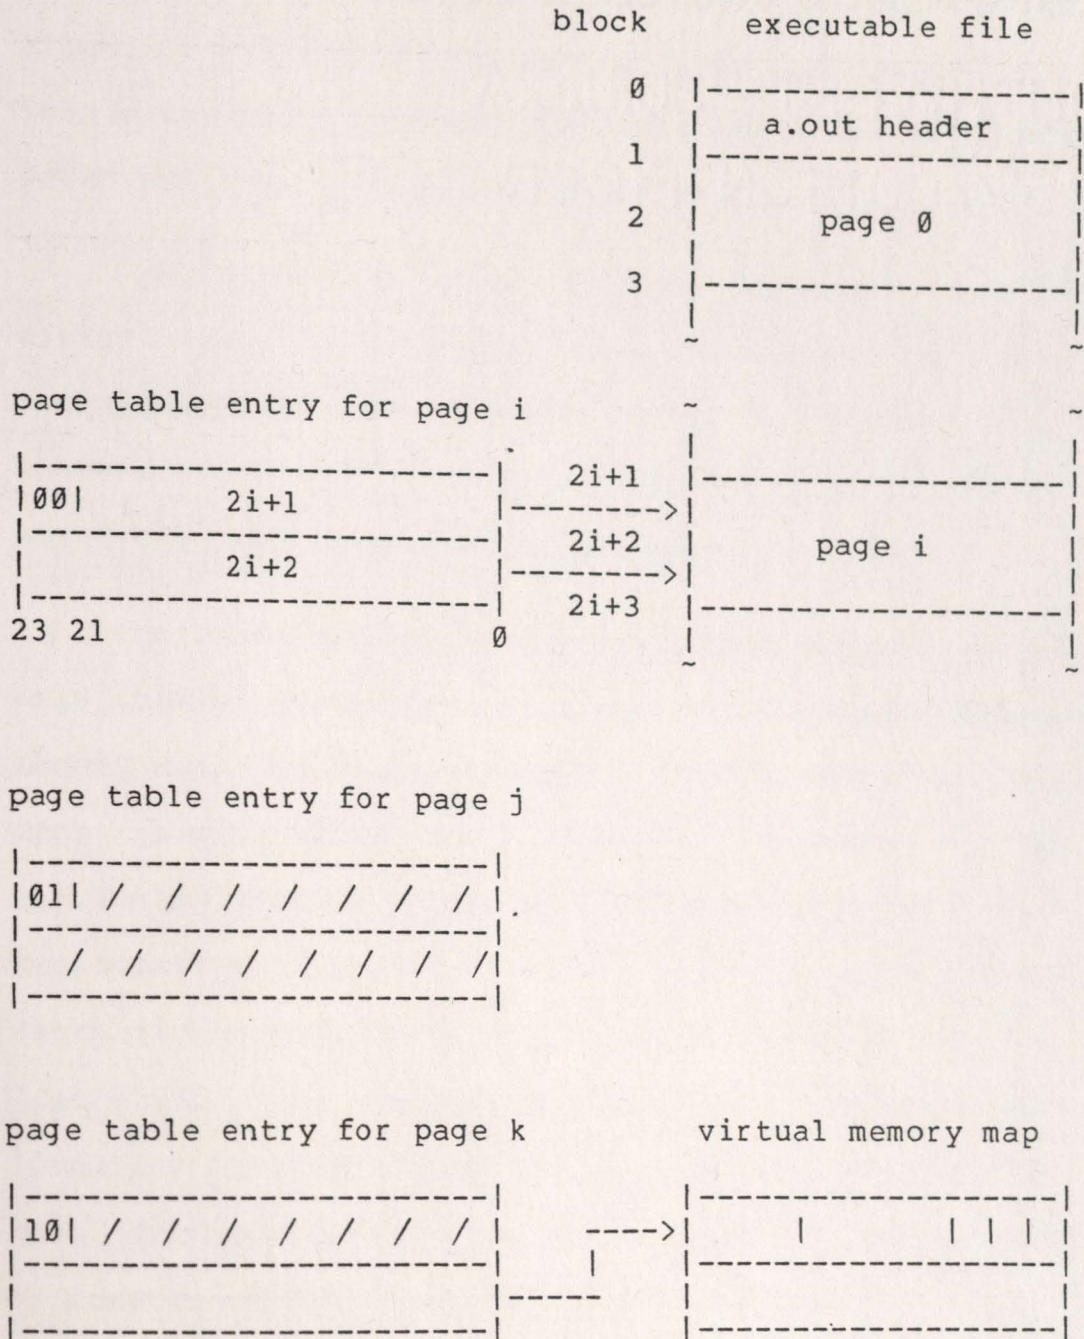 block executable file
0 |-------------------|
| a.out header |
1 |-------------------|
2 | page 0 |
3 |-------------------|
~ ~
page table entry for page i ~ ~
|------------------------| 2i+1 |-------------------|
|00| 2i+1 |-------->|
|------------------------| 2i+2 | page i |
| 2i+2 |-------->|
|------------------------| 2i+3 |-------------------|
23 21 0
~ ~
page table entry for page j
|------------------------|
|01| / / / / / / / |
|------------------------|
| / / / / / / / /|
|------------------------|
page table entry for page k virtual memory map
|------------------------| |-------------------|
|10| / / / / / / / | ---->| | | | |
|------------------------| | |-------------------|
| |----- | |
|------------------------| |-------------------|